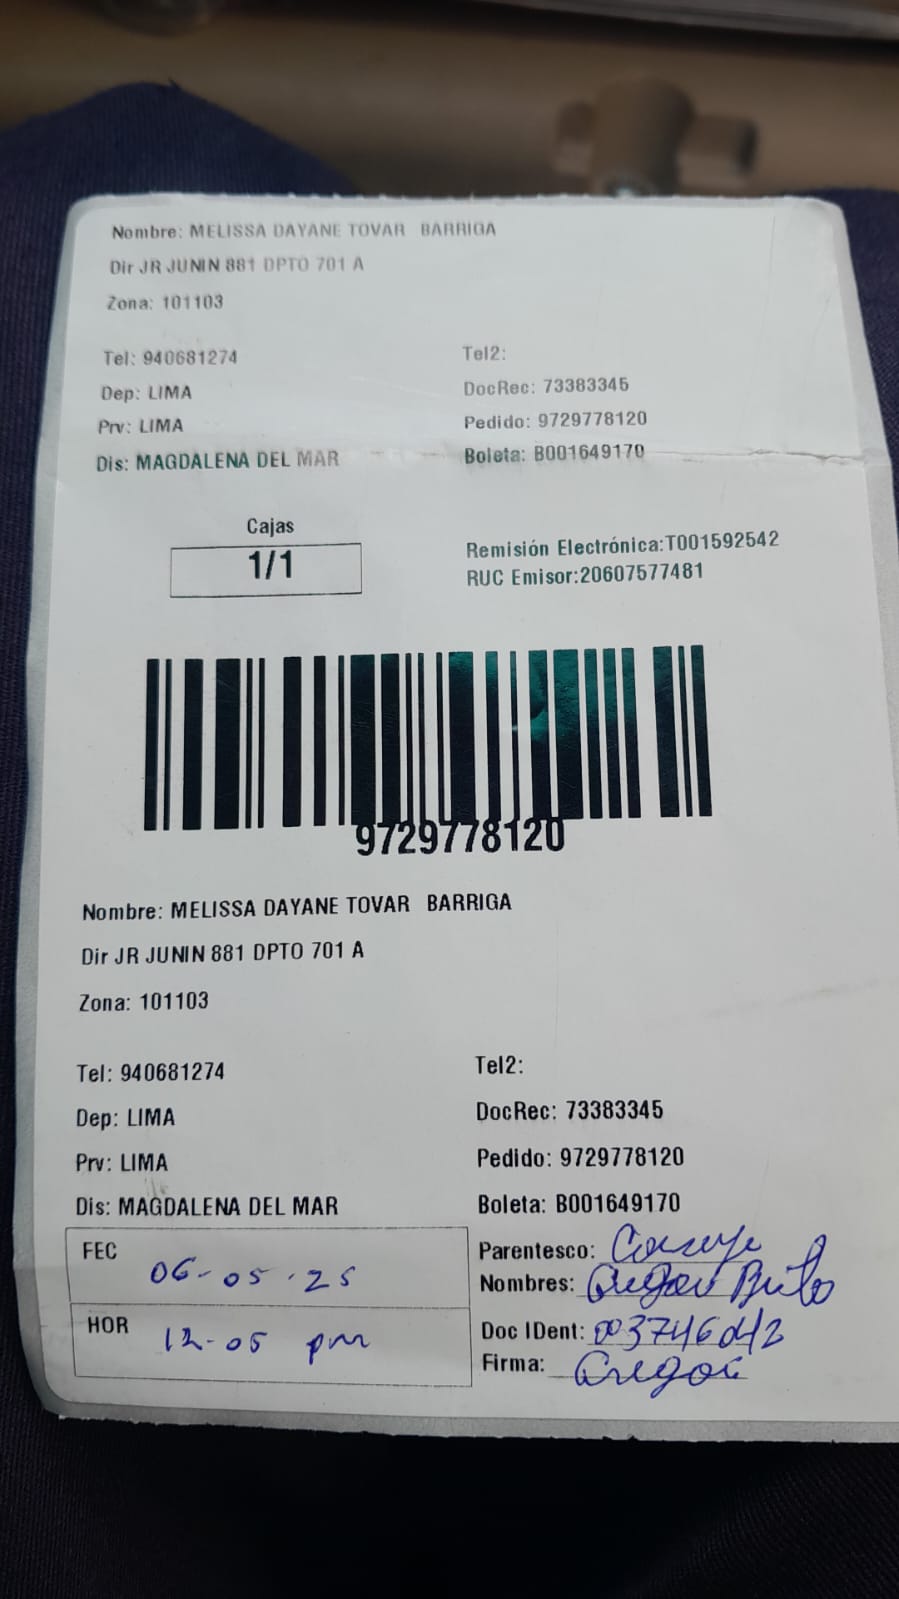 Nombre: MELISSA DAYANE TOVAR BARRIGA
Dir JR JUNIN 881 DPTO 701 A
Zona: 101103
Tel: 940681274 Tel2:
Dep: LIMA DocRec: 73383345
Prv: LIMA Pedido: 9729778120
Dis: MAGDALENA DEL MAR Boleta: B001649170
Cajas
1/1
Remisión Electrónica:T001592542
RUC Emisor:20607577481
9729778120
Nombre: MELISSA DAYANE TOVAR BARRIGA
Dir JR JUNIN 881 DPTO 701 A
Zona: 101103
Tel: 940681274 Tel2:
Dep: LIMA DocRec: 73383345
Prv: LIMA Pedido: 9729778120
Dis: MAGDALENA DEL MAR Boleta: B001649170
FEC 06-05-25
HOR 12-05 pm
Parentesco:
Nombres: Brito
Doc IDent:
Firma: